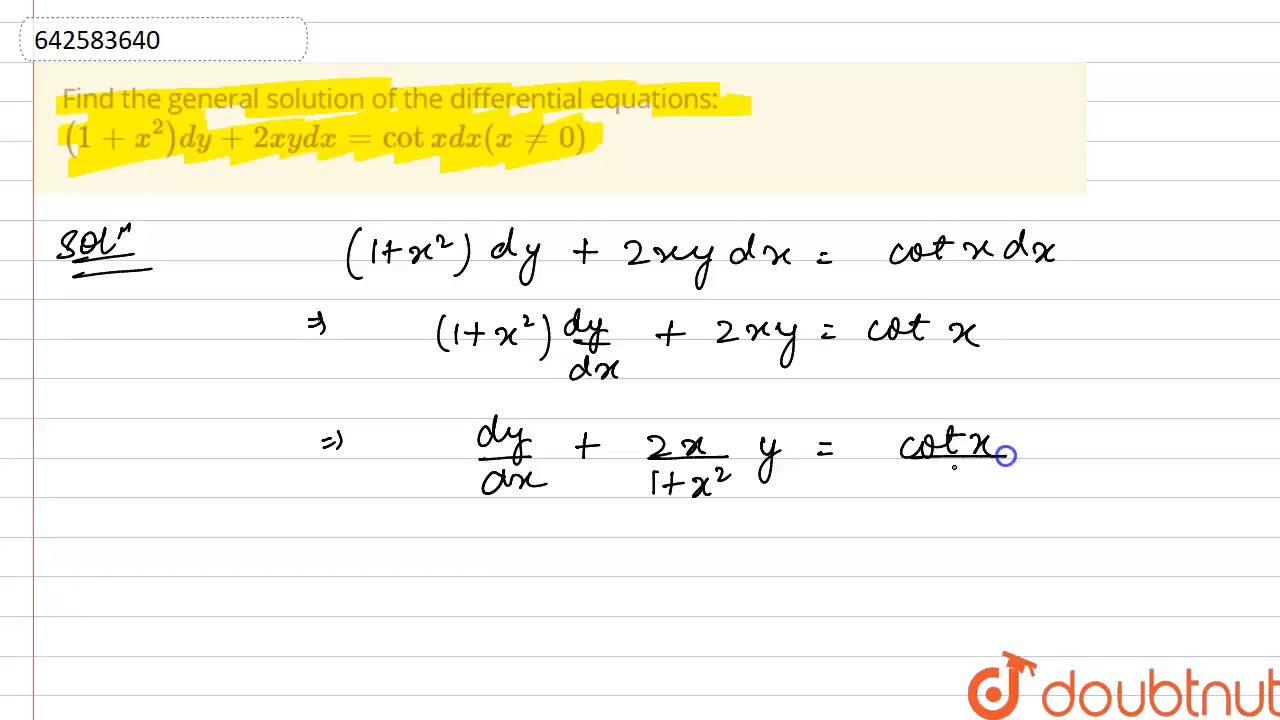 642583640
Find the general solution of the differential equations:
(1 + x²)dy + 2xydx = cot xdx(x ≠ 0)
Solⁿ (1+x²) dy + 2xy dx = cot x dx
⇒ (1+x²) dy/dx + 2xy = cot x
⇒ dy/dx + 2x/1+x² y = cot x
doubtnut